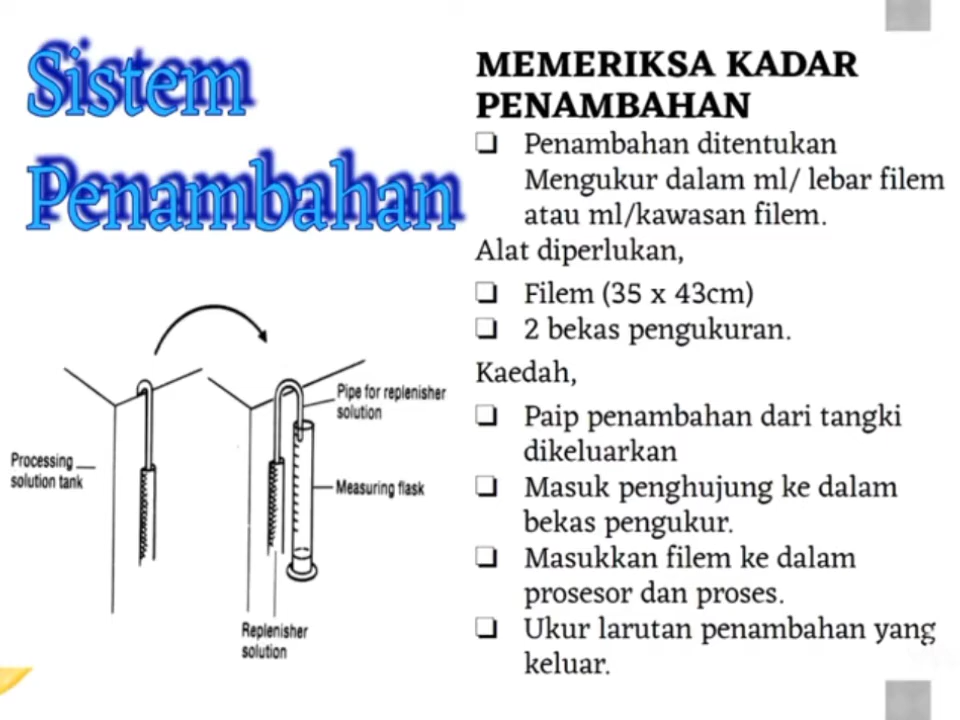 Sistem
Penambahan
MEMERIKSA KADAR
PENAMBAHAN
❑ Penambahan ditentukan
Mengukur dalam ml/ lebar filem
atau ml/kawasan filem.
Alat diperlukan,
❑ Filem (35 x 43cm)
❑ 2 bekas pengukuran.
Kaedah,
❑ Paip penambahan dari tangki
dikeluarkan
❑ Masuk penghujung ke dalam
bekas pengukur.
❑ Masukkan filem ke dalam
prosesor dan proses.
❑ Ukur larutan penambahan yang
keluar.
Pipe for replenisher
solution
Processing
solution tank
Measuring flask
Replenisher
solution